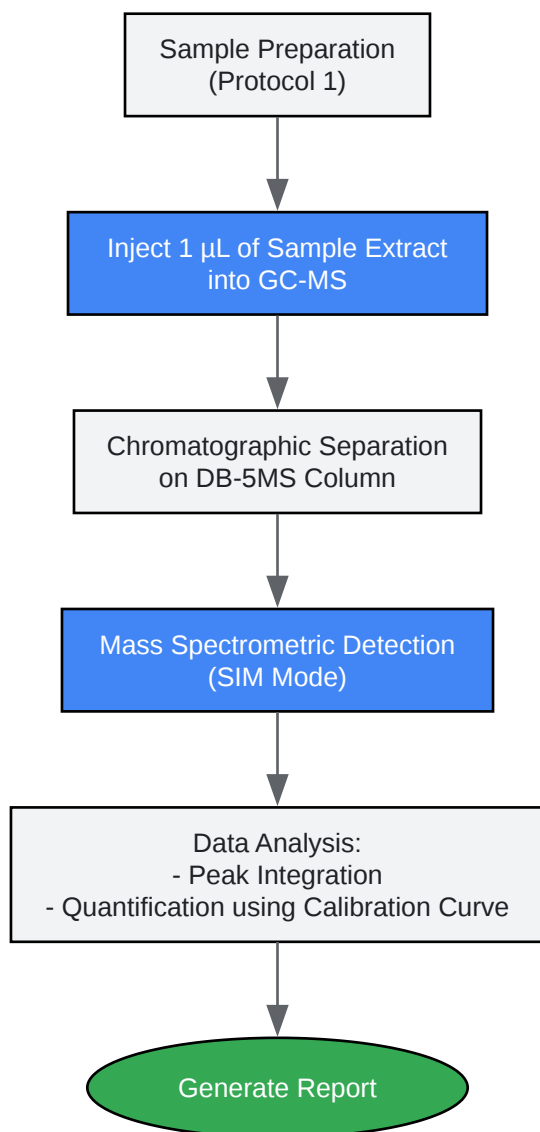 Sample Preparation
(Protocol 1)
Inject 1 µL of Sample Extract
into GC-MS
Chromatographic Separation
on DB-5MS Column
Mass Spectrometric Detection
(SIM Mode)
Data Analysis:
- Peak Integration
- Quantification using Calibration Curve
Generate Report